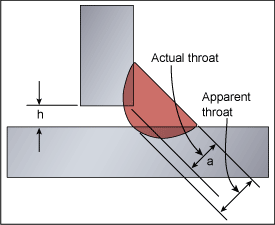 Actual throat
Apparent
throat
h
a